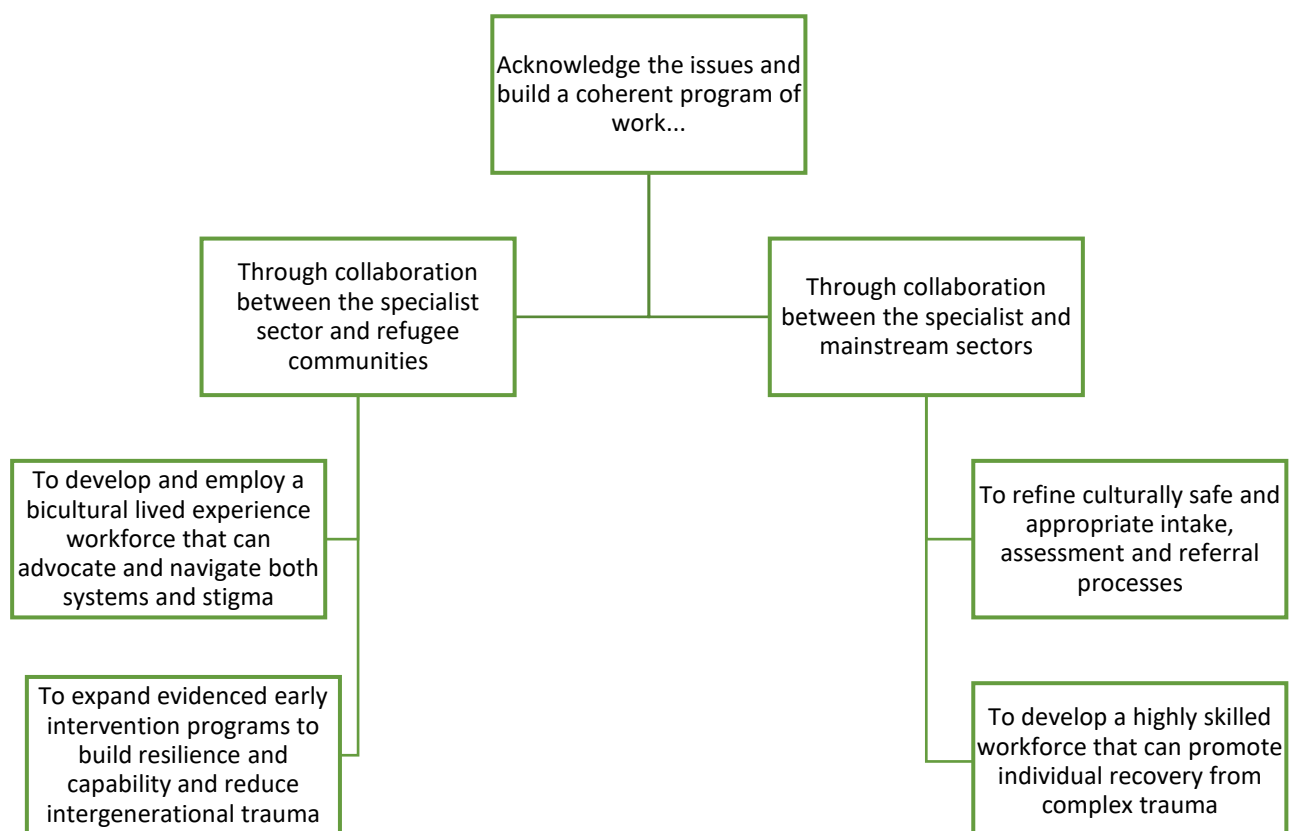 Acknowledge the issues and
build a coherent program of
work...
Through collaboration
between the specialist
sector and refugee
communities
Through collaboration
between the specialist and
mainstream sectors
To develop and employ a
bicultural lived experience
workforce that can
advocate and navigate both
systems and stigma
To refine culturally safe and
appropriate intake,
assessment and referral
processes
To expand evidenced early
intervention programs to
build resilience and
capability and reduce
intergenerational trauma
To develop a highly skilled
workforce that can promote
individual recovery from
complex trauma